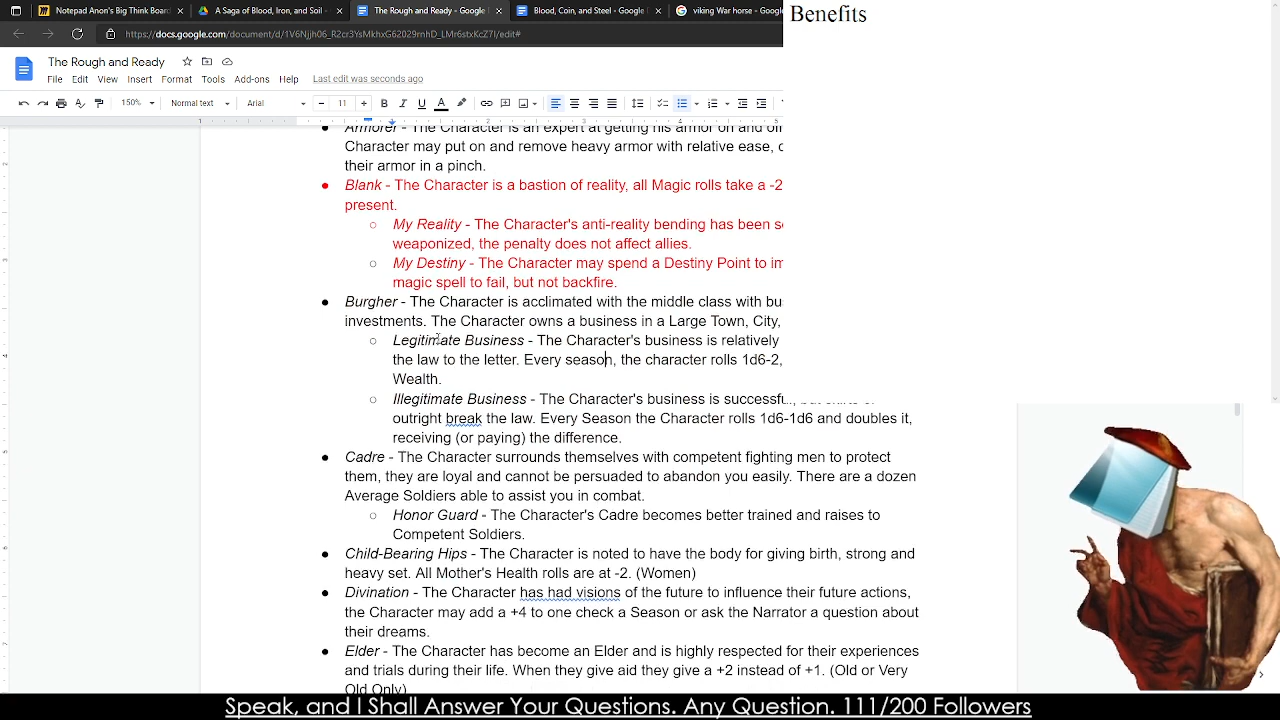 Notepad Anon's Big Think Board
A Saga of Blood, Iron, and Soil -
The Rough and Ready - Google
Blood, Coin, and Steel - Google
viking War horse - Google
Benefits
https://docs.google.com/document/d/1V6Njjh06_R2cr3YsMkhxG62029rnhD_LMr6stxKcZ7I/edit#
The Rough and Ready
File Edit View Insert Format Tools Add-ons Help Last edit was seconds ago
150% Normal text Arial 11 B I U A
1 1 2 3 4 5
Armorer - The Character is an expert at getting his armor on and
Character may put on and remove heavy armor with relative ease,
their armor in a pinch.
Blank - The Character is a bastion of reality, all Magic rolls take a -2
present.
My Reality - The Character's anti-reality bending has been
weaponized, the penalty does not affect allies.
My Destiny - The Character may spend a Destiny Point to
magic spell to fail, but not backfire.
Burgher - The Character is acclimated with the middle class with
investments. The Character owns a business in a Large Town, City,
Legitimate Business - The Character's business is relatively
the law to the letter. Every season, the character rolls 1d6-2,
Wealth.
Illegitimate Business - The Character's business is successful, but skirts or
outright break the law. Every Season the Character rolls 1d6-1d6 and doubles it,
receiving (or paying) the difference.
Cadre - The Character surrounds themselves with competent fighting men to protect
them, they are loyal and cannot be persuaded to abandon you easily. There are a dozen
Average Soldiers able to assist you in combat.
Honor Guard - The Character's Cadre becomes better trained and raises to
Competent Soldiers.
Child-Bearing Hips - The Character is noted to have the body for giving birth, strong and
heavy set. All Mother's Health rolls are at -2. (Women)
Divination - The Character has had visions of the future to influence their future actions,
the Character may add a +4 to one check a Season or ask the Narrator a question about
their dreams.
Elder - The Character has become an Elder and is highly respected for their experiences
and trials during their life. When they give aid they give a +2 instead of +1. (Old or Very
Old Only)
Speak, and I Shall Answer Your Questions. Any Question. 111/200 Followers